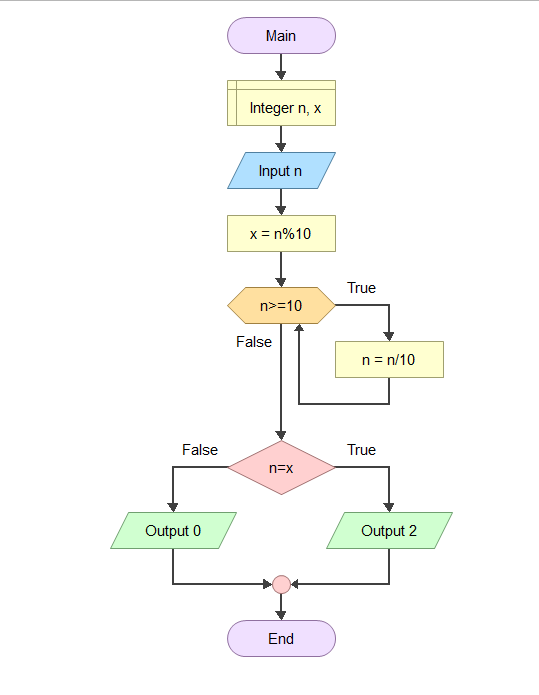 Main
Integer n, x
Input n
x = n%10
n>=10
True
False
n = n/10
n=x
False
True
Output 0
Output 2
End